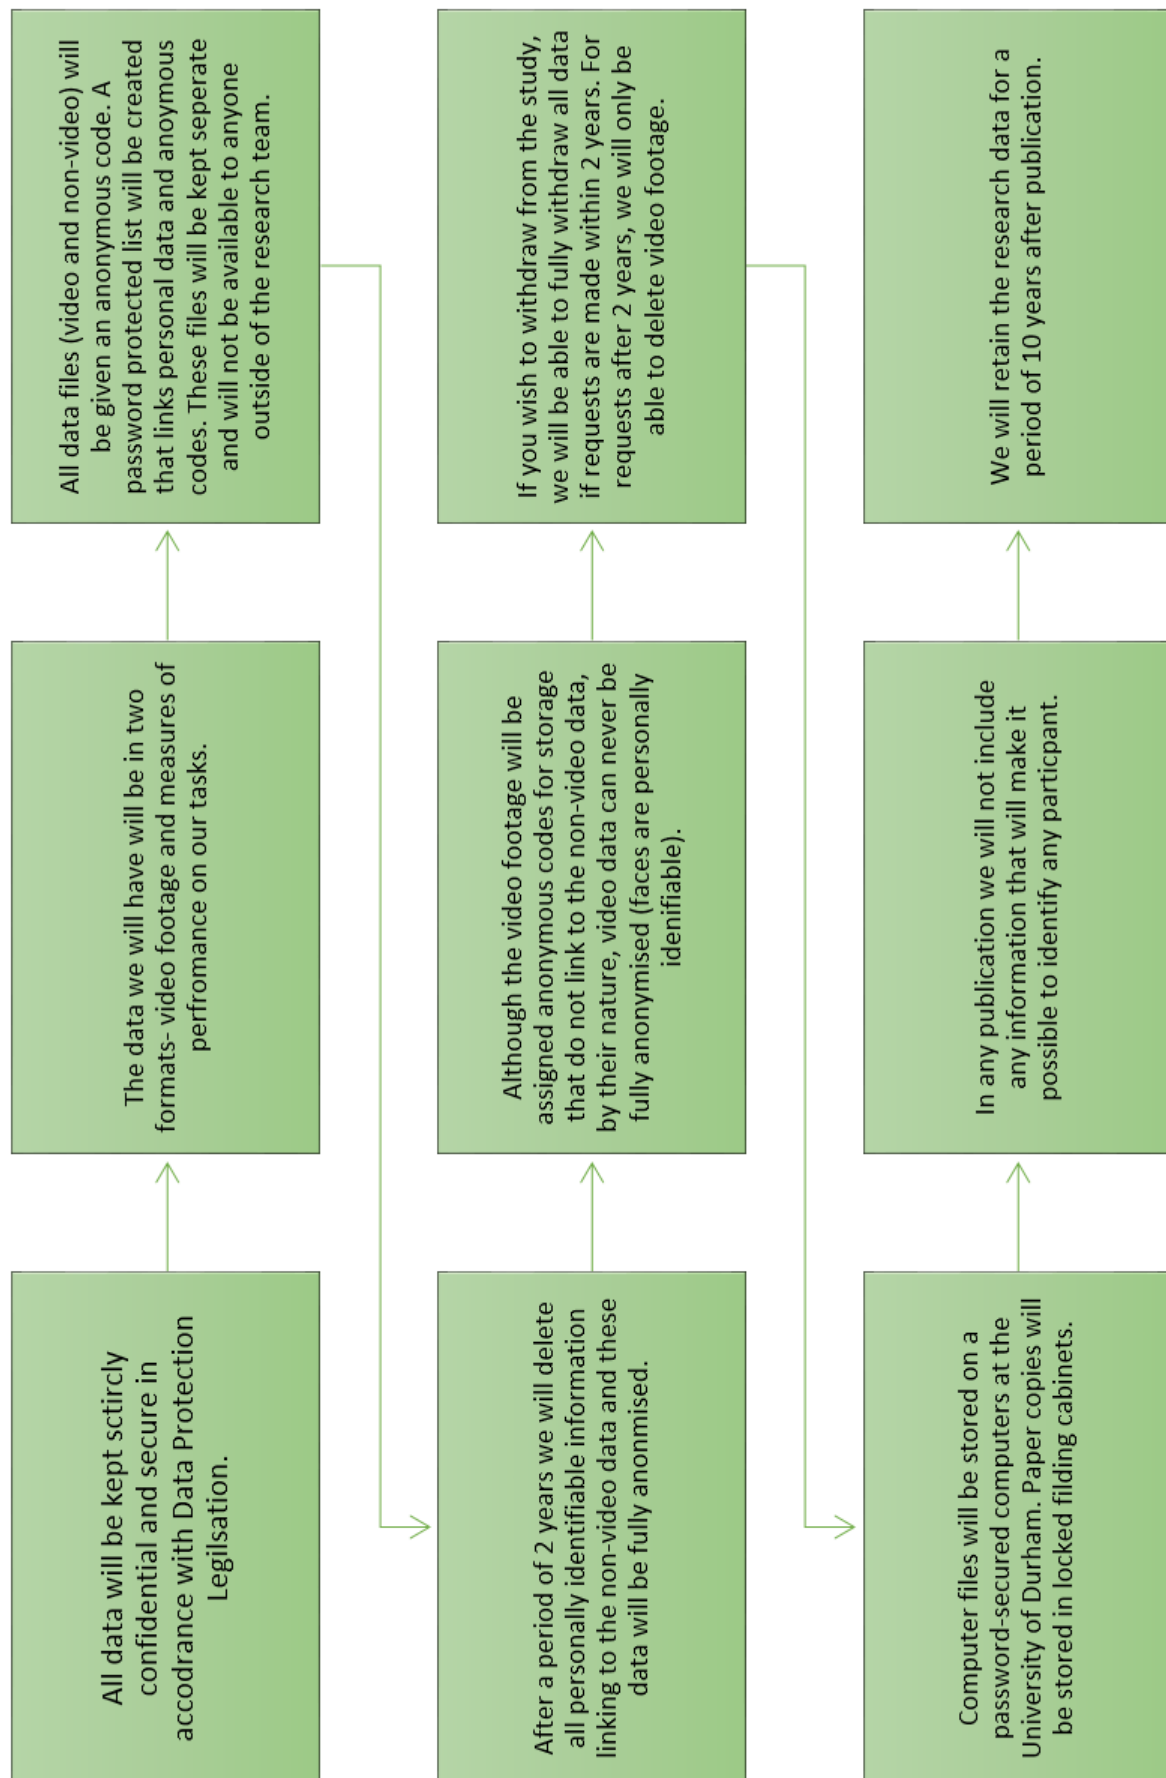 All data will be kept sctircly
confidential and secure in
accodrance with Data Protection
Legilsation.
The data we will have will be in two
formats- video footage and measures of
perfromance on our tasks.
All data files (video and non-video) will
be given an anonymous code. A
password protected list will be created
that links personal data and anoymous
codes. These files will be kept seperate
and will not be available to anyone
outside of the research team.
After a period of 2 years we will delete
all personally identifiable information
linking to the non-video data and these
data will be fully anonmised.
Although the video footage will be
assigned anonymous codes for storage
that do not link to the non-video data,
by their nature, video data can never be
fully anonymised (faces are personally
idenifiable).
If you wish to withdraw from the study,
we will be able to fully withdraw all data
if requests are made within 2 years. For
requests after 2 years, we will only be
able to delete video footage.
Computer files will be stored on a
password-secured computers at the
University of Durham. Paper copies will
be stored in locked filding cabinets.
In any publication we will not include
any information that will make it
possible to identify any particpant.
We will retain the research data for a
period of 10 years after publication.